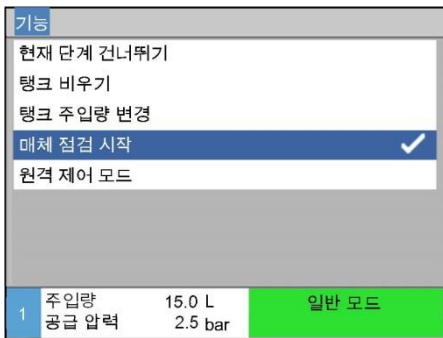 기능
현재 단계 건너뛰기
탱크 비우기
탱크 주입량 변경
매체 점검 시작
원격 제어 모드
1
주입량 15.0 L
공급 압력 2.5 bar
일반 모드